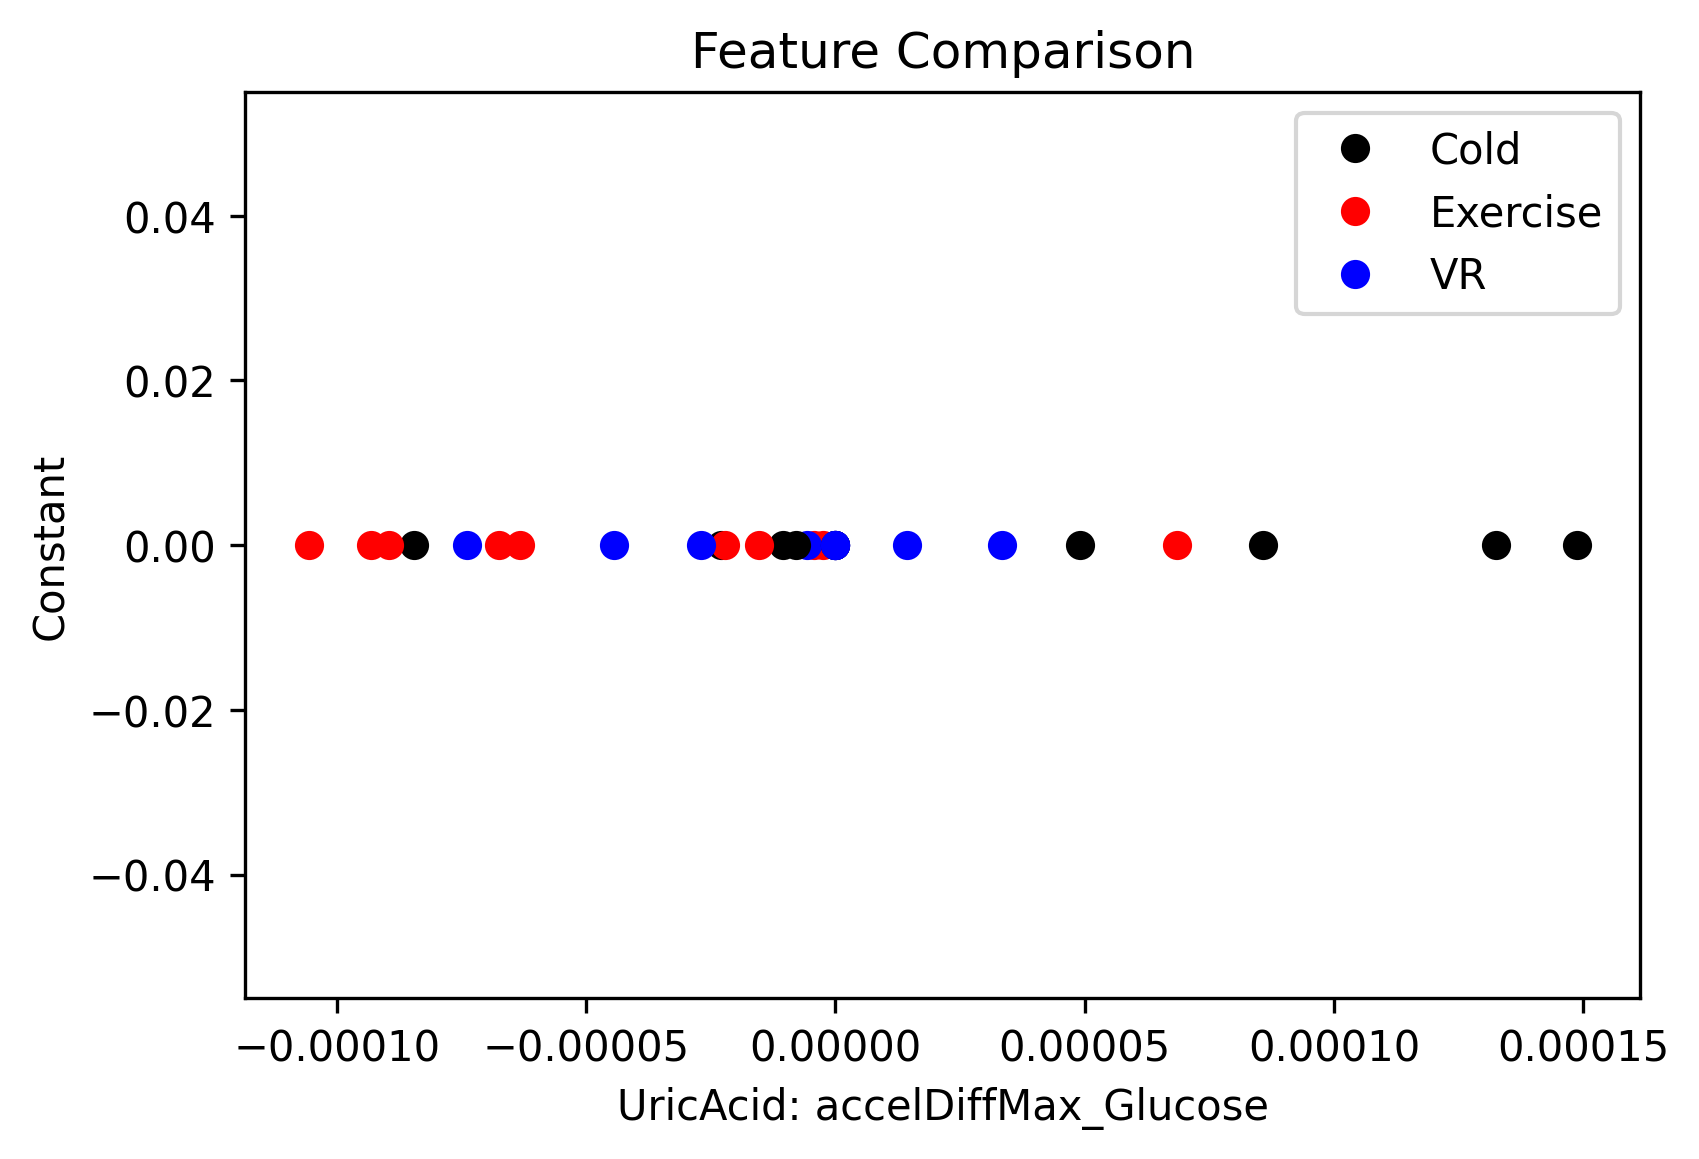 Feature Comparison
Cold
Exercise
VR
0.04
0.02
0.00
−0.02
−0.04
Constant
−0.00010 −0.00005 0.00000 0.00005 0.00010 0.00015
UricAcid: accelDiffMax_Glucose